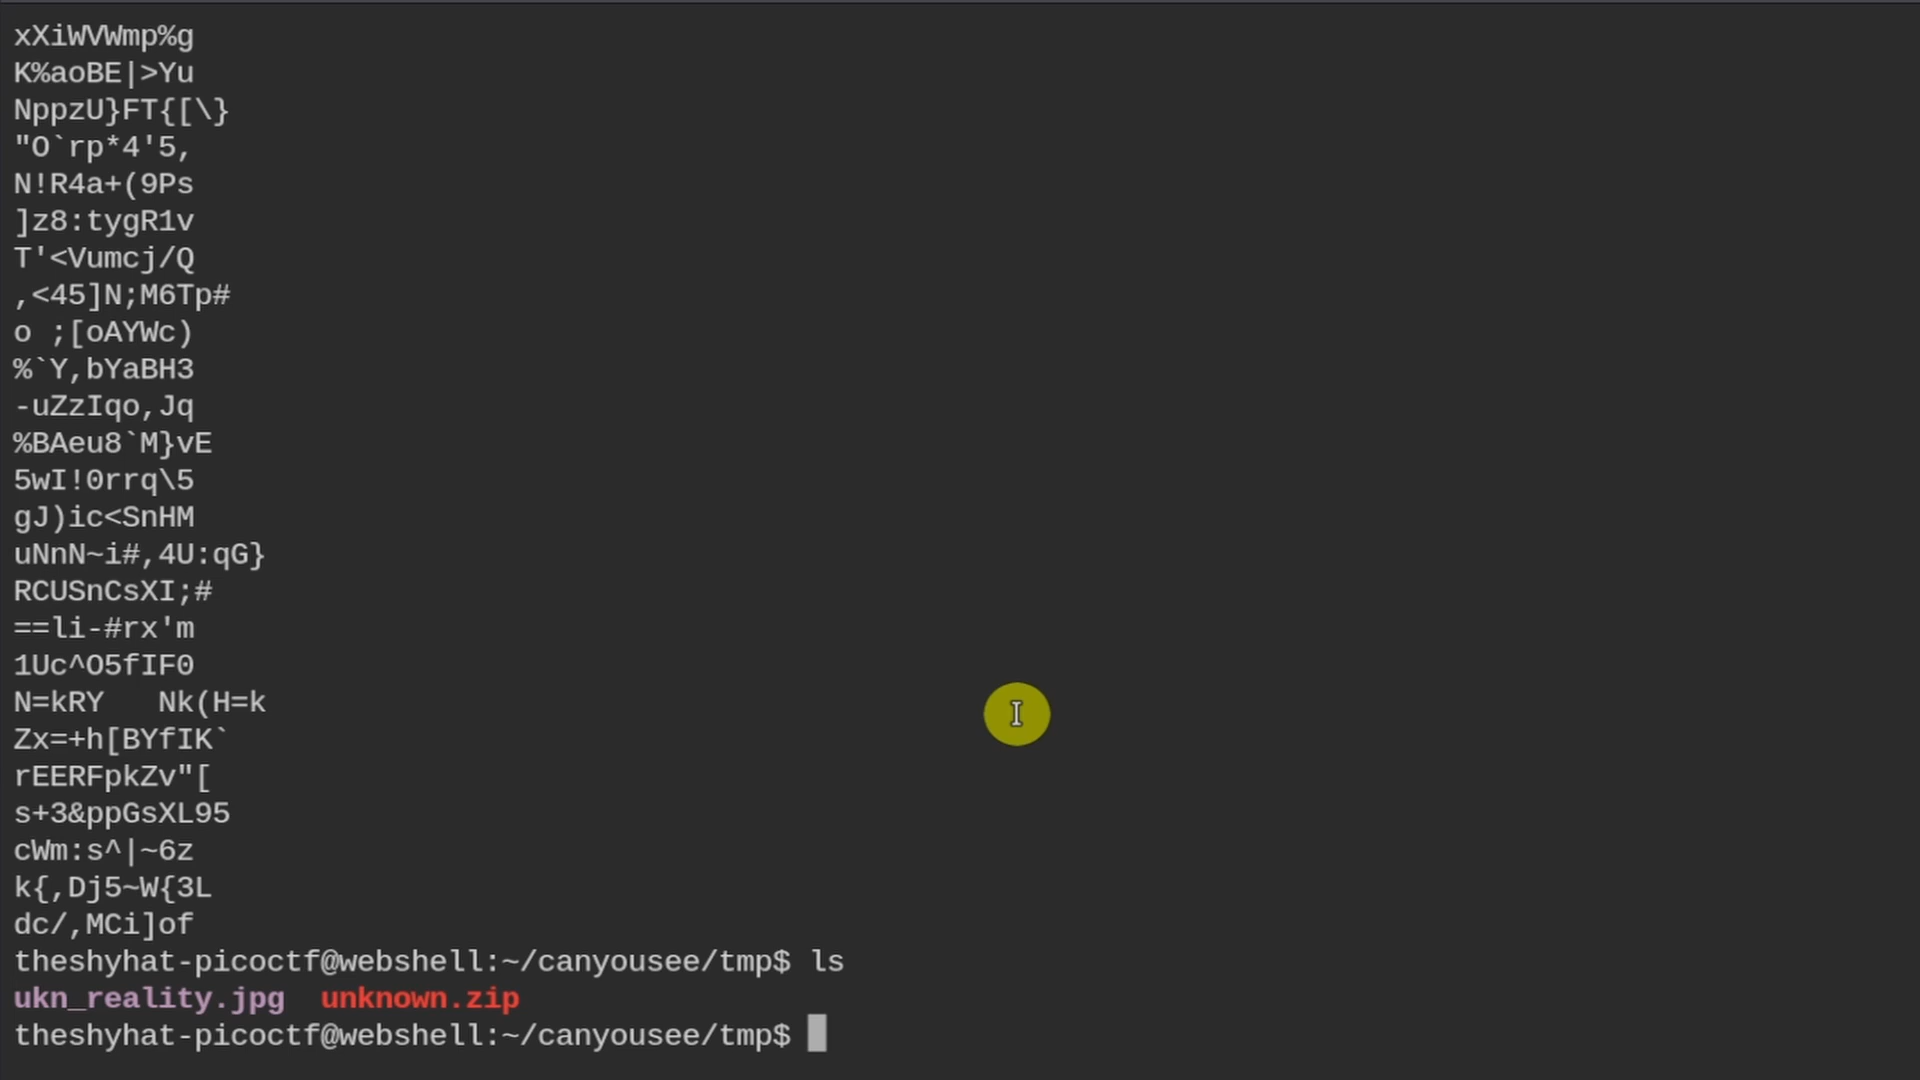 xXiWVWmp%g
K%aoBE|>Yu
NppzU}FT{[\}
"O`rp*4'5,
N!R4a+(9Ps
]z8:tygR1v
T'<Vumcj/Q
,<45]N;M6Tp#
o ;[oAYWc)
%`Y,bYaBH3
-uZzIqo,Jq
%BAeu8`M}vE
5wI!0rrq\5
gJ)ic<SnHM
uNnN~i#,4U:qG}
RCUSnCsXI;#
==li-#rx'm
1Uc^O5fIF0
N=kRY   Nk(H=k
Zx=+h[BYfIK`
rEERFpkZv"[
s+3&ppGsXL95
cWm:s^|~6z
k{,Dj5~W{3L
dc/,MCi]of
theshyhat-picoctf@webshell:~/canyousee/tmp$ ls
ukn_reality.jpg  unknown.zip
theshyhat-picoctf@webshell:~/canyousee/tmp$